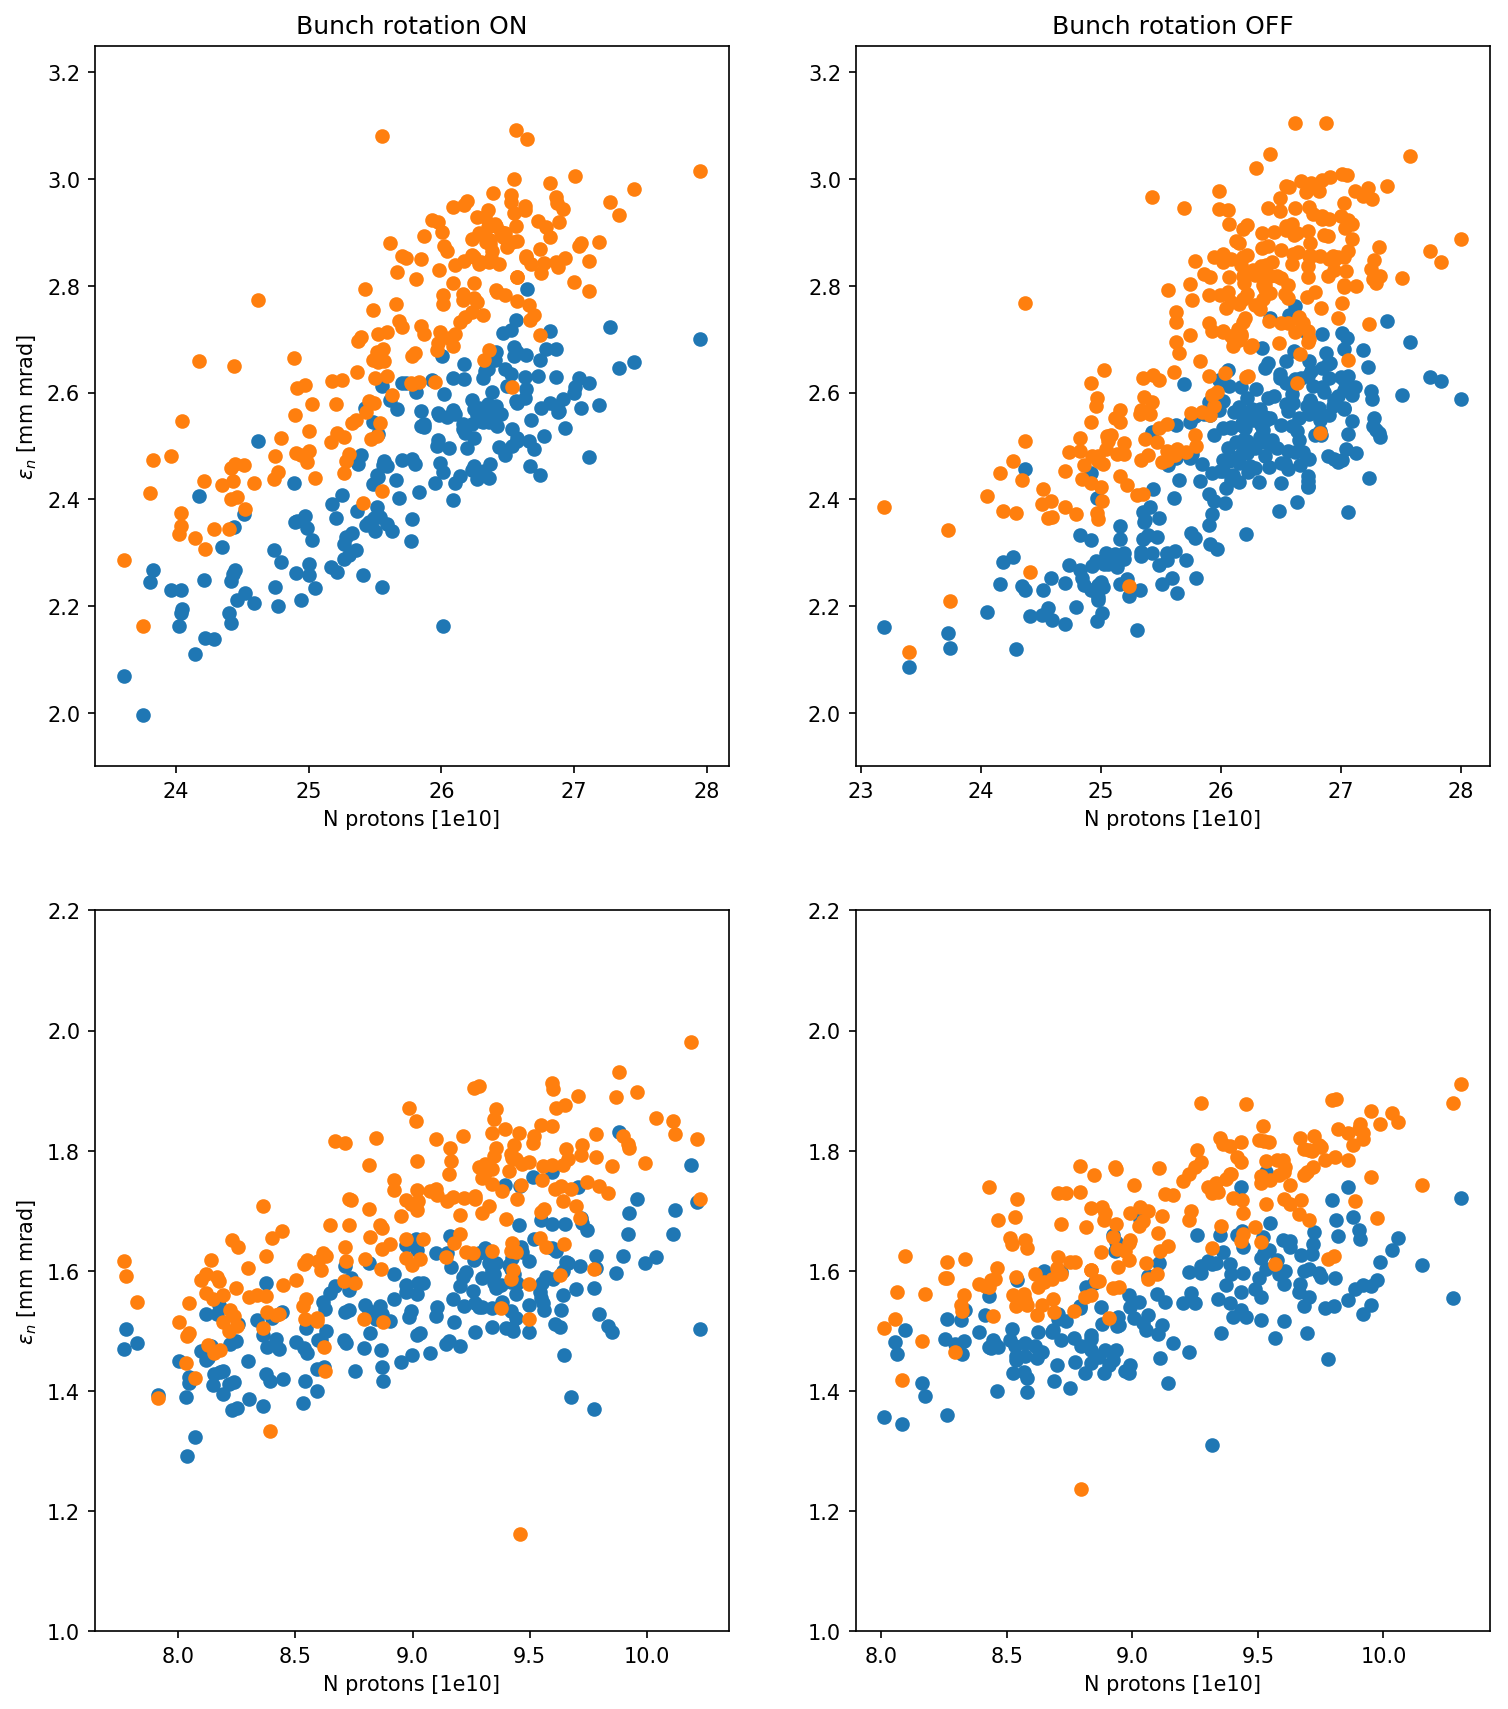 Bunch rotation ON
Bunch rotation OFF
3.2
3.0
2.8
2.6
2.4
2.2
2.0
εn [mm mrad]
24 25 26 27 28
N protons [1e10]
3.2
3.0
2.8
2.6
2.4
2.2
2.0
23 24 25 26 27 28
N protons [1e10]
2.2
2.0
1.8
1.6
1.4
1.2
1.0
εn [mm mrad]
8.0 8.5 9.0 9.5 10.0
N protons [1e10]
2.2
2.0
1.8
1.6
1.4
1.2
1.0
8.0 8.5 9.0 9.5 10.0
N protons [1e10]